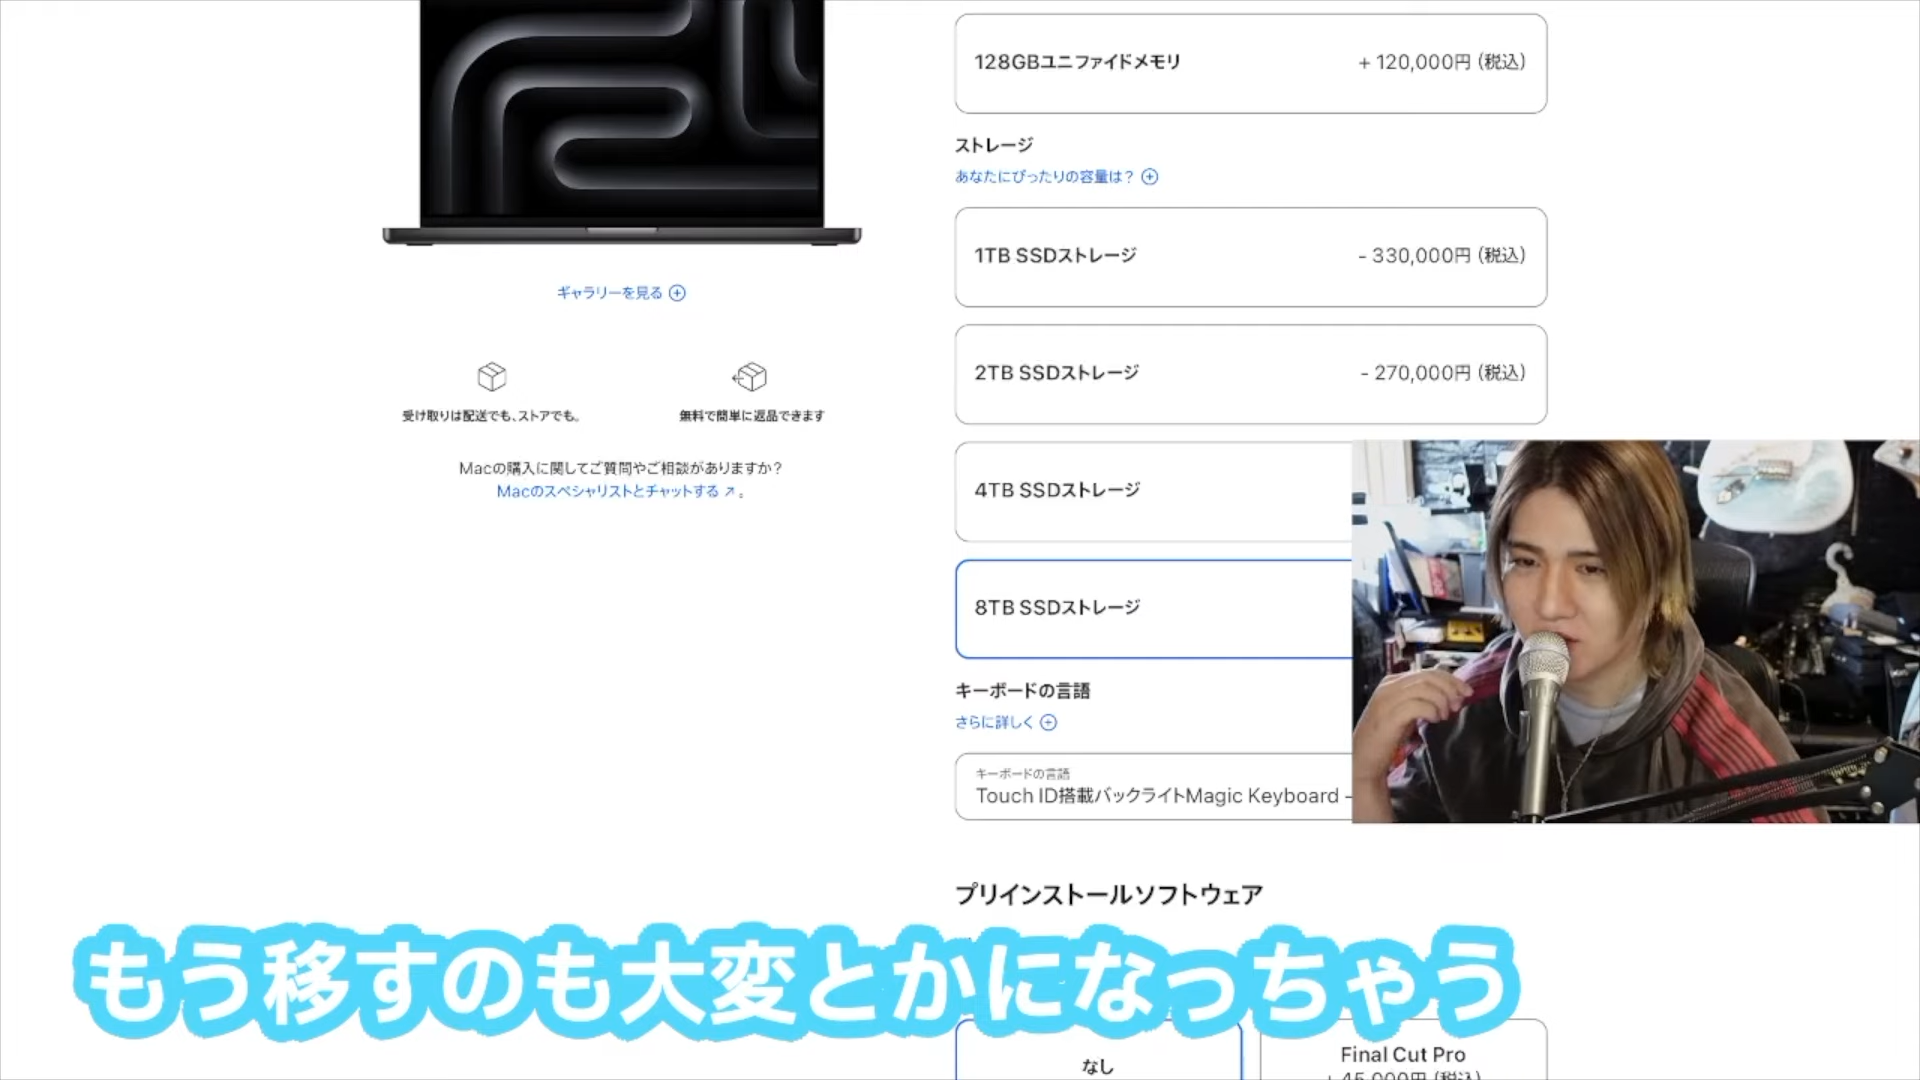 128GBユニファイドメモリ
+ 120,000円 (税込)
ストレージ
あなたにぴったりの容量は？
1TB SSDストレージ
- 330,000円 (税込)
2TB SSDストレージ
- 270,000円 (税込)
4TB SSDストレージ
8TB SSDストレージ
キーボードの言語
さらに詳しく
キーボードの言語
Touch ID搭載バックライトMagic Keyboard -
プリインストールソフトウェア
なし
Final Cut Pro
+ 45,000円 (税込)
ギャラリーを見る
受け取りは配送でも、ストアでも。
無料で簡単に返品できます
Macの購入に関してご質問やご相談がありますか？
Macのスペシャリストとチャットする ↗ 。
もう移すのも大変とかになっちゃう